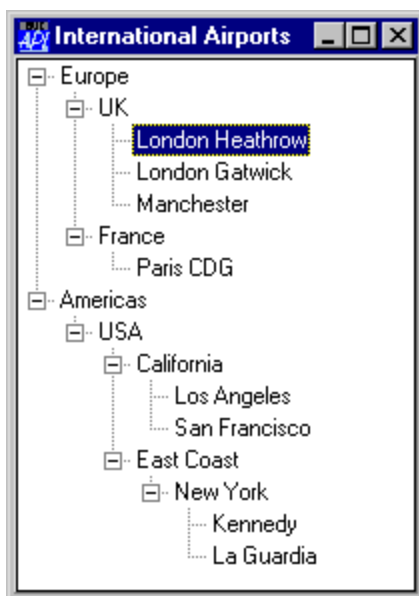 International Airports
Europe
UK
London Heathrow
London Gatwick
Manchester
France
Paris CDG
Americas
USA
California
Los Angeles
San Francisco
East Coast
New York
Kennedy
La Guardia